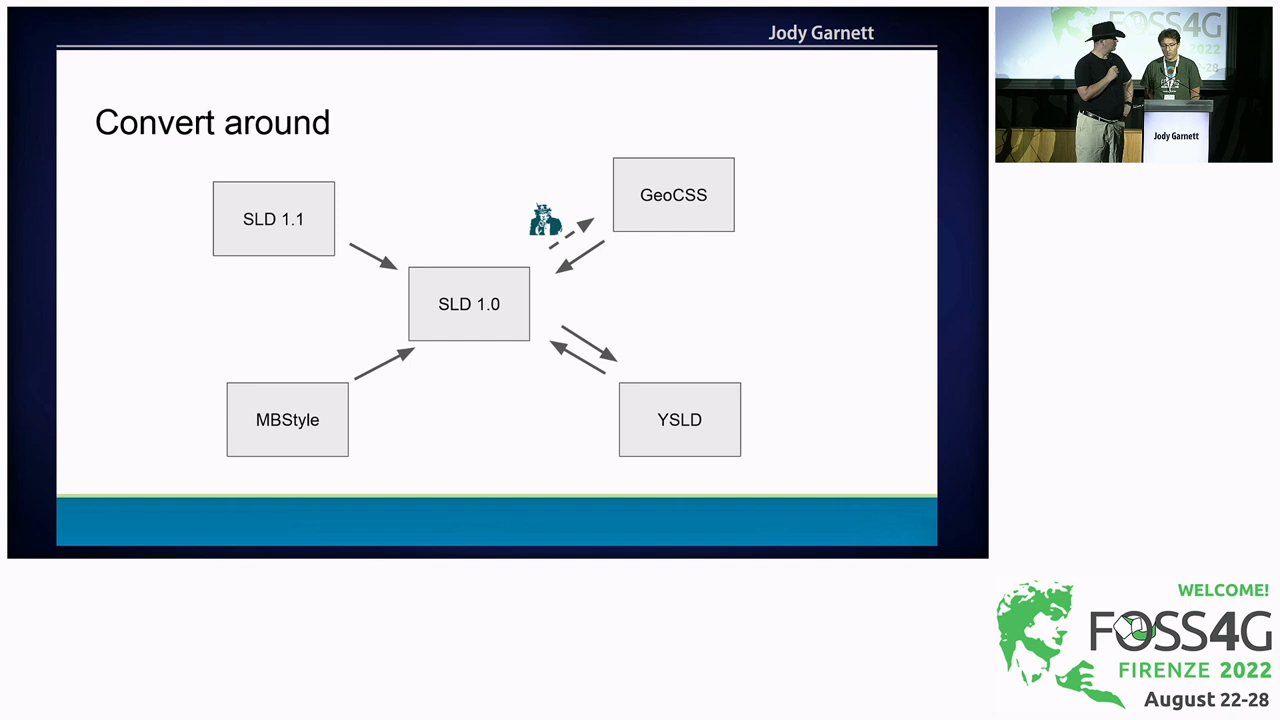 Jody Garnett
Convert around
SLD 1.1
GeoCSS
SLD 1.0
MBStyle
YSLD
FOSS4G
2022
-28
Jody Garnett
WELCOME!
FOSS4G
FIRENZE 2022
August 22-28